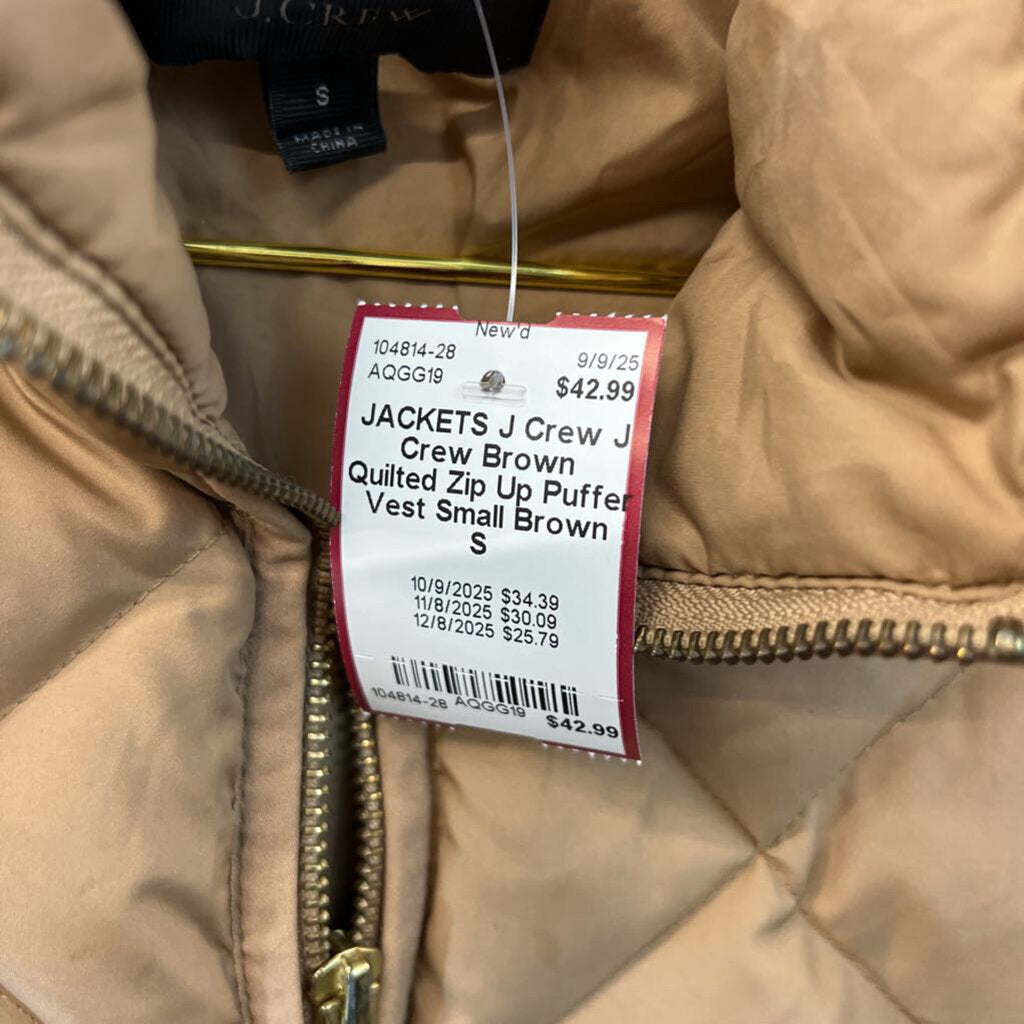 J.CREW
S
MADE IN
CHINA
New'd
104814-28 9/9/25
AQGG19 $42.99
JACKETS J Crew J
Crew Brown
Quilted Zip Up Puffer
Vest Small Brown
S
10/9/2025 $34.39
11/8/2025 $30.09
12/8/2025 $25.79
104814-28 AQGG19 $42.99